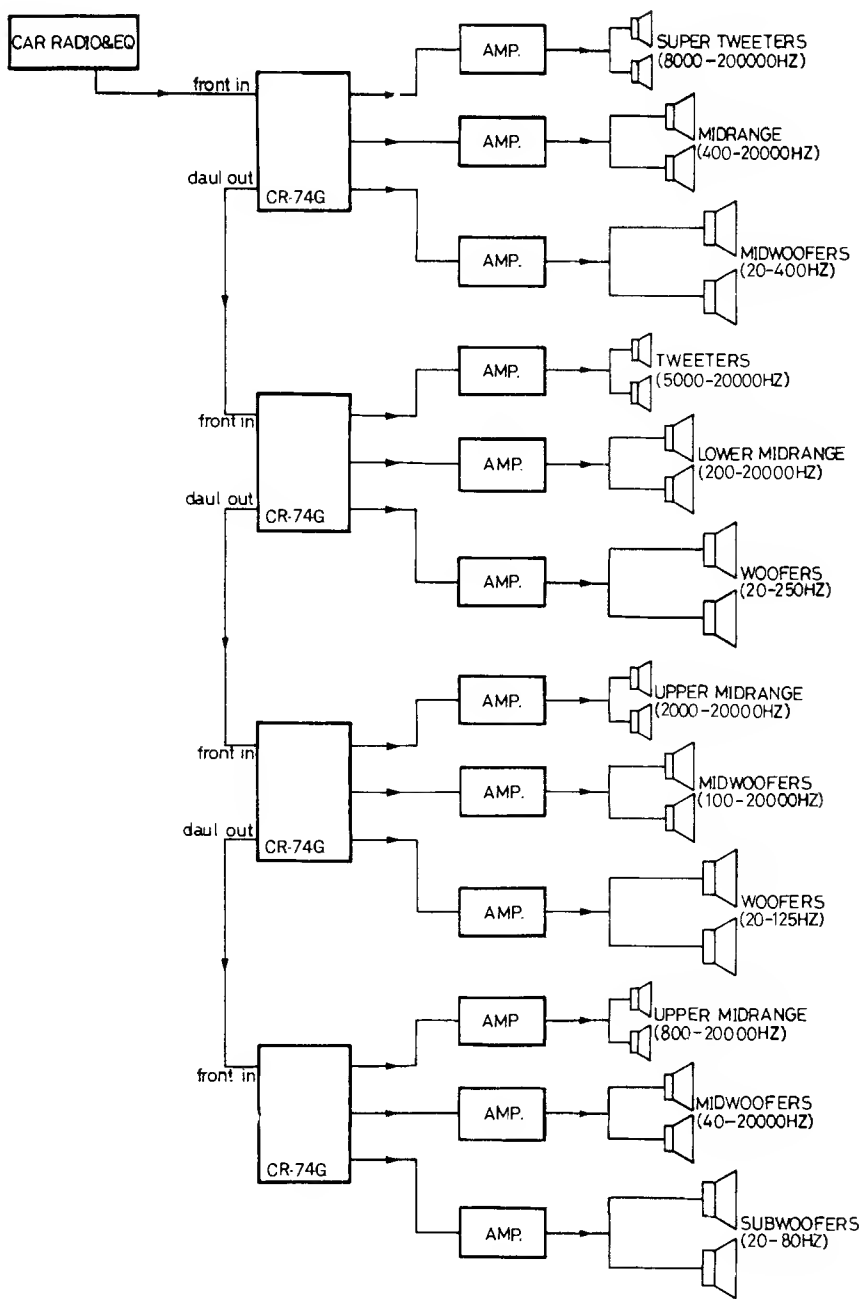 CAR RADIO&EQ
front in
daul out
CR-74G
AMP.
SUPER TWEETERS
(8000-200000HZ)
AMP.
MIDRANGE
(400-20000HZ)
AMP.
MIDWOOFERS
(20-400HZ)
front in
daul out
CR-74G
AMP.
TWEETERS
(5000-20000HZ)
AMP.
LOWER MIDRANGE
(200-20000HZ)
AMP.
WOOFERS
(20-250HZ)
front in
daul out
CR-74G
AMP.
UPPER MIDRANGE
(2000-20000HZ)
AMP.
MIDWOOFERS
(100-20000HZ)
AMP.
WOOFERS
(20-125HZ)
front in
CR-74G
AMP
UPPER MIDRANGE
(800-20000HZ)
AMP.
MIDWOOFERS
(40-20000HZ)
AMP.
SUBWOOFERS
(20-80HZ)